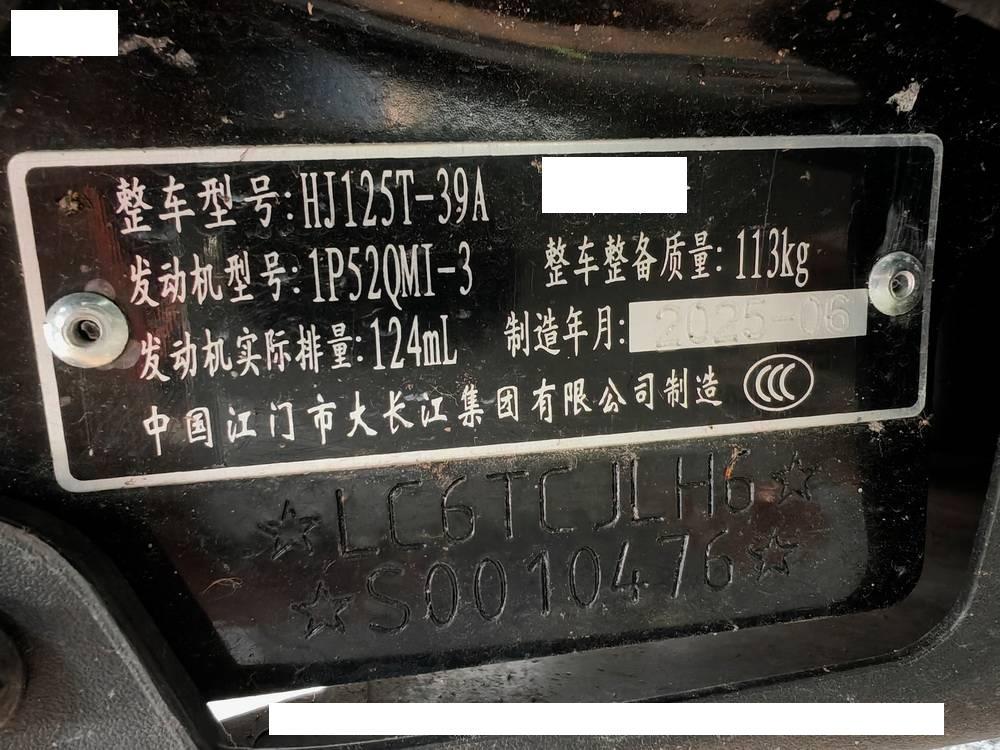 整车型号:HJ125T-39A
发动机型号:1P52QMI-3 整车整备质量:113kg
发动机实际排量:124mL 制造年月:2025-06
中国江门市大长江集团有限公司制造 CCC
☆LC6TCJLH6☆
☆S0010476☆